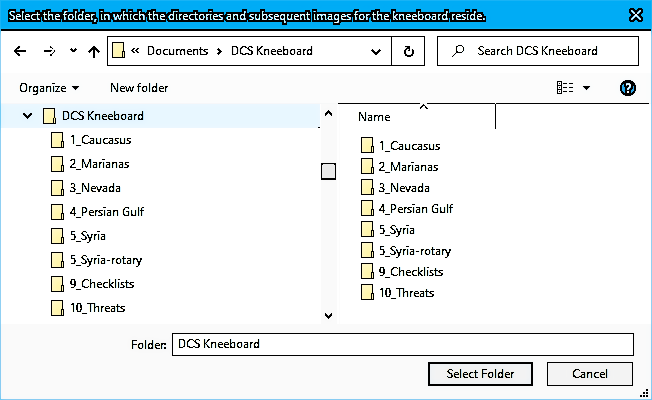 Select the folder, in which the directories and subsequent images for the kneeboard reside.
« Documents > DCS Kneeboard
Search DCS Kneeboard
Organize
New folder
DCS Kneeboard
1_Caucasus
2_Marianas
3_Nevada
4_Persian Gulf
5_Syria
5_Syria-rotary
9_Checklists
10_Threats
Name
1_Caucasus
2_Marianas
3_Nevada
4_Persian Gulf
5_Syria
5_Syria-rotary
9_Checklists
10_Threats
Folder: DCS Kneeboard
Select Folder
Cancel